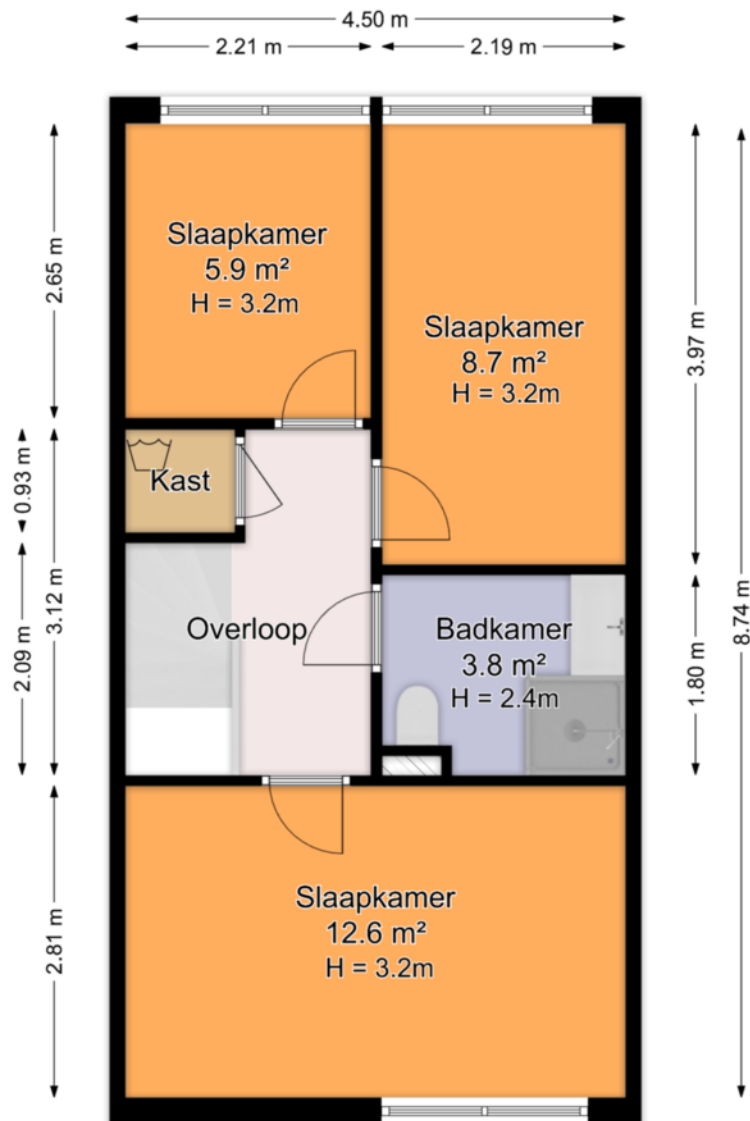 4.50 m
2.21 m
2.19 m
2.65 m
3.97 m
8.74 m
Slaapkamer
5.9 m²
H = 3.2m
Slaapkamer
8.7 m²
H = 3.2m
0.93 m
3.12 m
Kast
2.09 m
Overloop
Badkamer
3.8 m²
H = 2.4m
1.80 m
2.81 m
Slaapkamer
12.6 m²
H = 3.2m